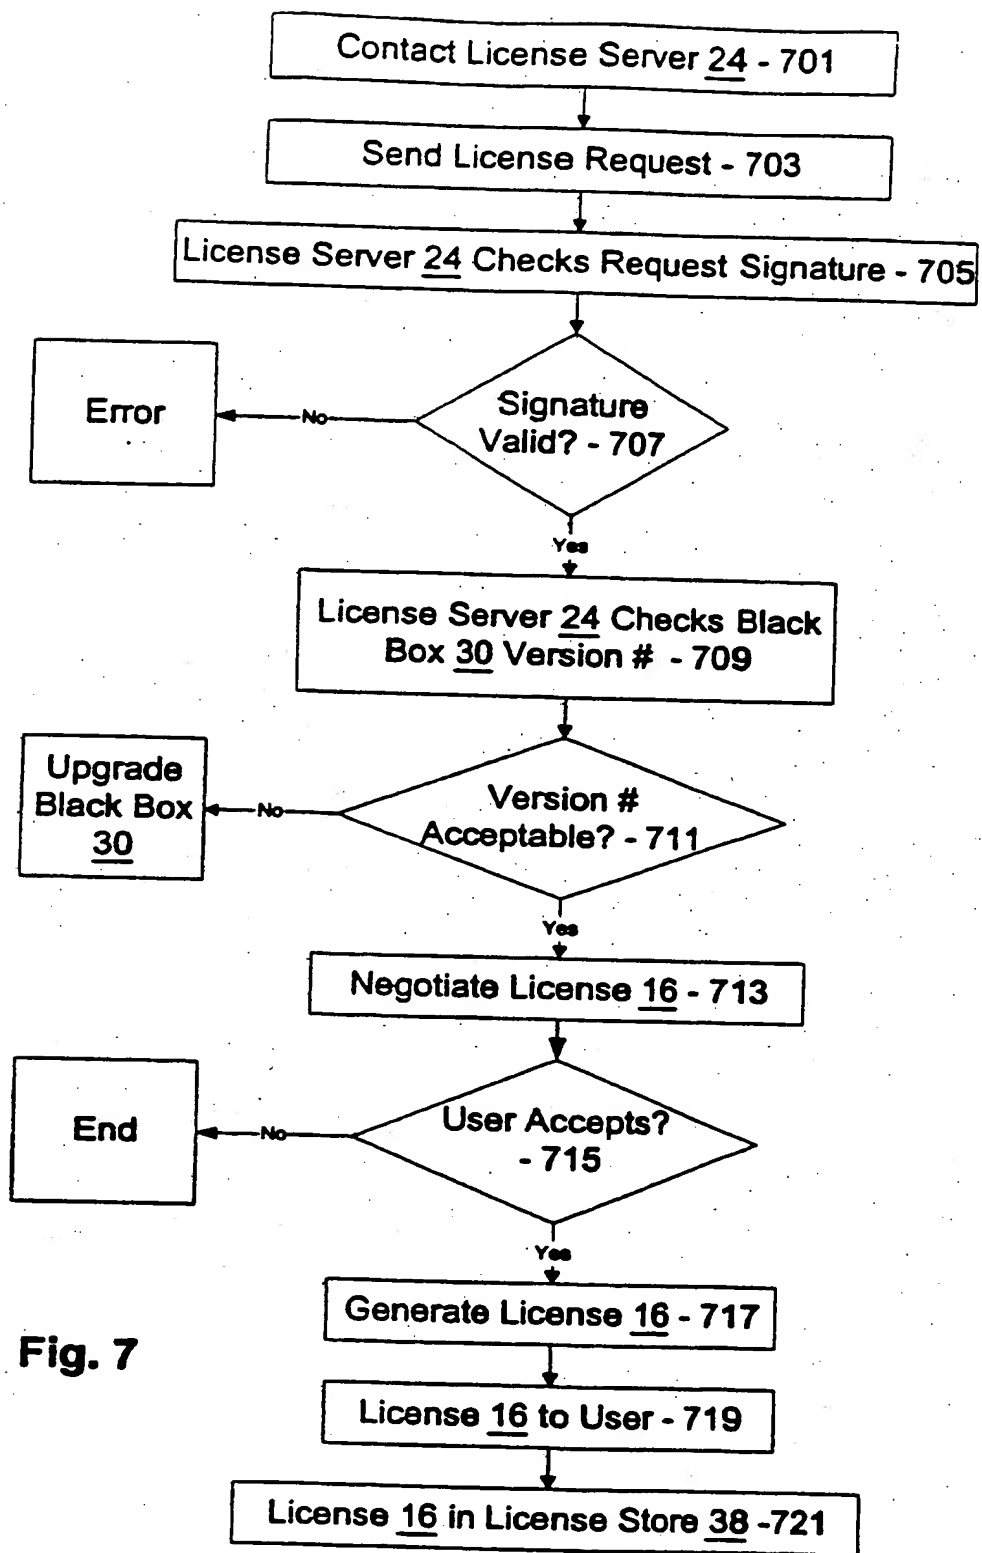 Contact License Server 24 - 701
Send License Request - 703
License Server 24 Checks Request Signature - 705
Signature
Valid? - 707
No
Error
Yes
License Server 24 Checks Black
Box 30 Version # - 709
Version #
Acceptable? - 711
No
Upgrade
Black Box
30
Yes
Negotiate License 16 - 713
User Accepts?
- 715
No
End
Yes
Generate License 16 - 717
License 16 to User - 719
License 16 in License Store 38 -721
Fig. 7